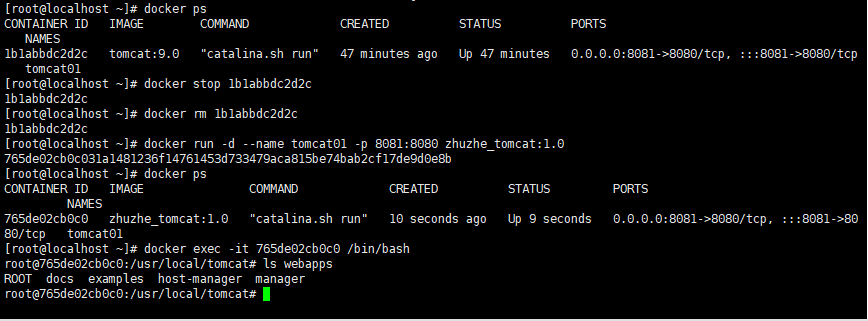 [root@localhost ~]# docker ps
CONTAINER ID   IMAGE        COMMAND             CREATED          STATUS          PORTS
   NAMES
1b1abbdc2d2c   tomcat:9.0   "catalina.sh run"   47 minutes ago   Up 47 minutes   0.0.0.0:8081->8080/tcp, :::8081->8080/tcp
   tomcat01
[root@localhost ~]# docker stop 1b1abbdc2d2c
1b1abbdc2d2c
[root@localhost ~]# docker rm 1b1abbdc2d2c
1b1abbdc2d2c
[root@localhost ~]# docker run -d --name tomcat01 -p 8081:8080 zhuzhe_tomcat:1.0
765de02cb0c031a1481236f14761453d733479aca815be74bab2cf17de9d0e8b
[root@localhost ~]# docker ps
CONTAINER ID   IMAGE               COMMAND             CREATED          STATUS         PORTS
         NAMES
765de02cb0c0   zhuzhe_tomcat:1.0   "catalina.sh run"   10 seconds ago   Up 9 seconds   0.0.0.0:8081->8080/tcp, :::8081->80
80/tcp   tomcat01
[root@localhost ~]# docker exec -it 765de02cb0c0 /bin/bash
root@765de02cb0c0:/usr/local/tomcat# ls webapps
ROOT  docs  examples  host-manager  manager
root@765de02cb0c0:/usr/local/tomcat#